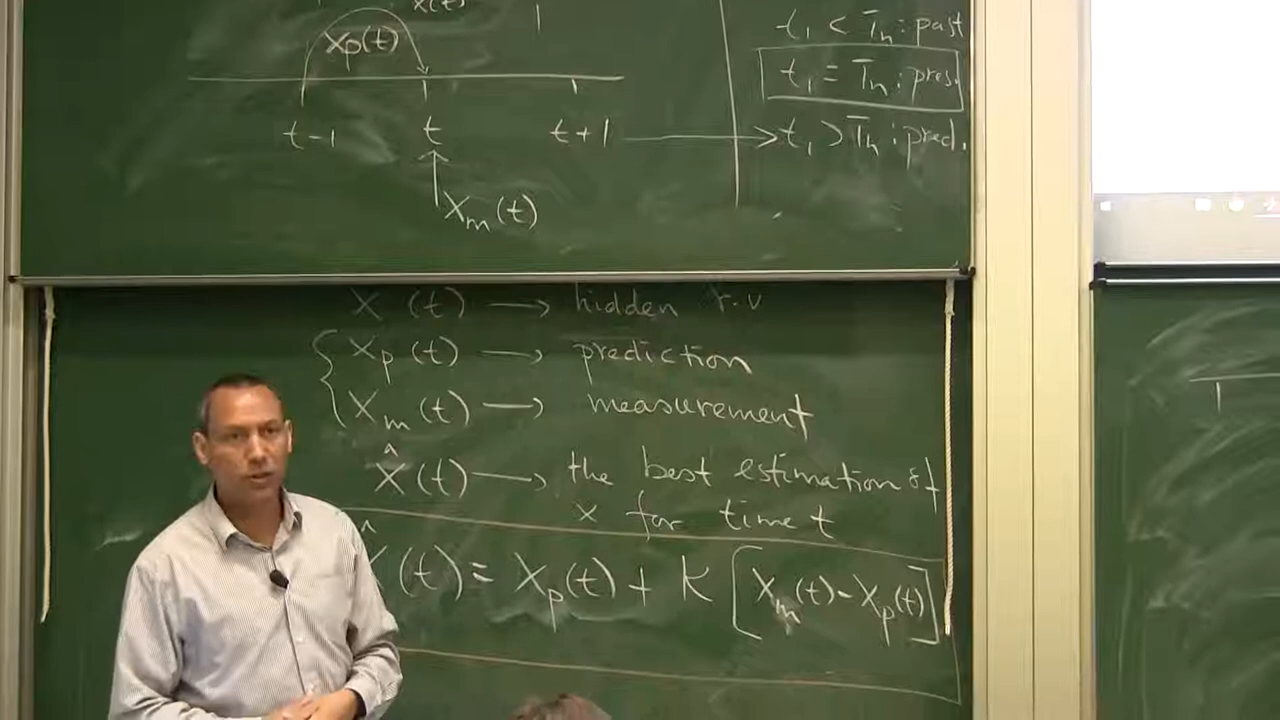 x(t)
Xp(t)
t-1 t t+1
Xm(t)
t₁ < Tn : past
t₁ = Tn : pres.
t₁ > Tn : pred.
X (t) → hidden r.v
Xp(t) → prediction
Xm(t) → measurement
X̂(t) → the best estimation of
x for time t
X̂(t) = Xp(t) + K [Xm(t) - Xp(t)]